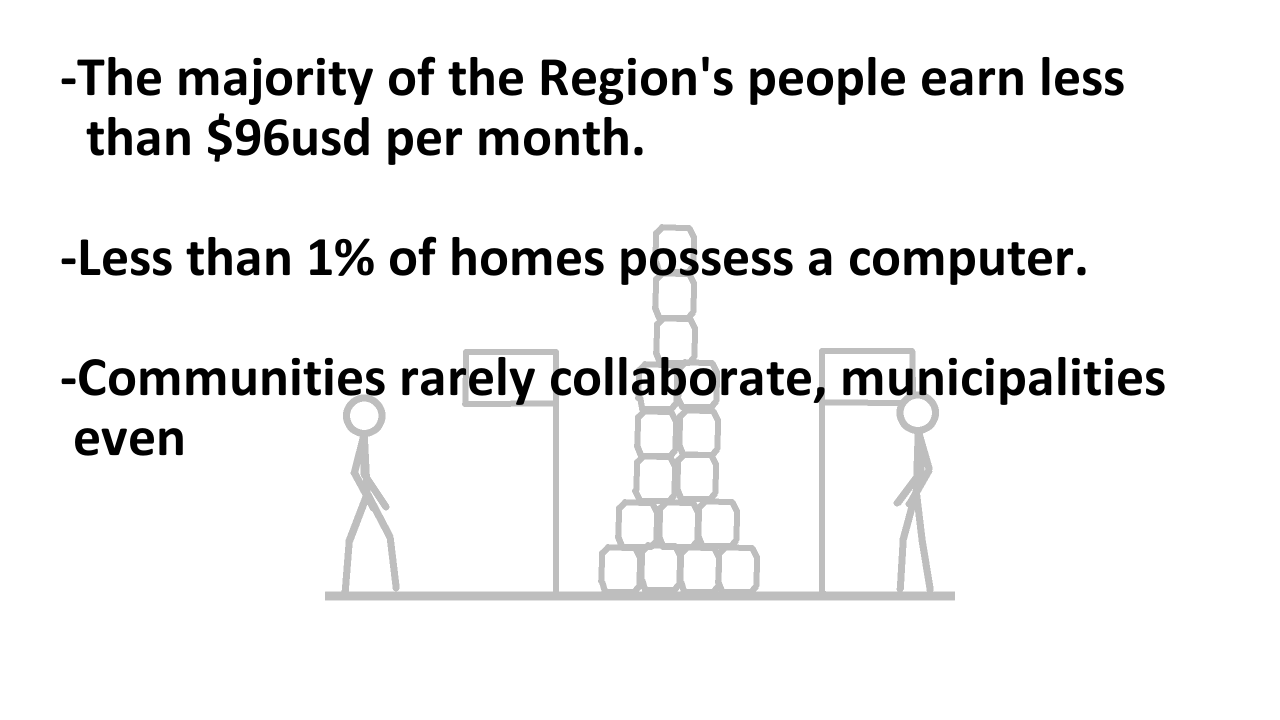 -The majority of the Region's people earn less
than $96usd per month.
-Less than 1% of homes possess a computer.
-Communities rarely collaborate, municipalities
even